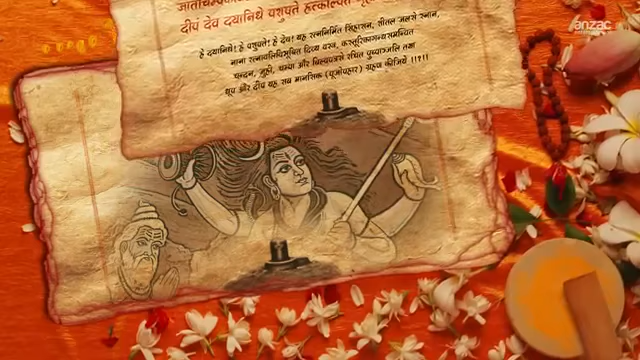 दीपं देव दयानिधे पशुपते हृत्कल्पितं
हे दयानिधे! हे पशुपते! हे देव! यह रत्ननिर्मित सिंहासन, शीतल जलसे स्नान,
नाना रत्नावलिविभूषित दिव्य वस्त्र, कस्तूरिकागन्धसमन्वित
चन्दन, जुही, चम्पा और बिल्वपत्रसे रचित पुष्पाञ्जलि तथा
धूप और दीप यह सब मानसिक (पूजोपहार) ग्रहण कीजिये ॥१॥
anzac